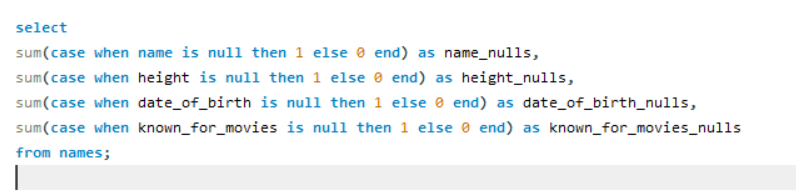 select
sum(case when name is null then 1 else 0 end) as name_nulls,
sum(case when height is null then 1 else 0 end) as height_nulls,
sum(case when date_of_birth is null then 1 else 0 end) as date_of_birth_nulls,
sum(case when known_for_movies is null then 1 else 0 end) as known_for_movies_nulls
from names;